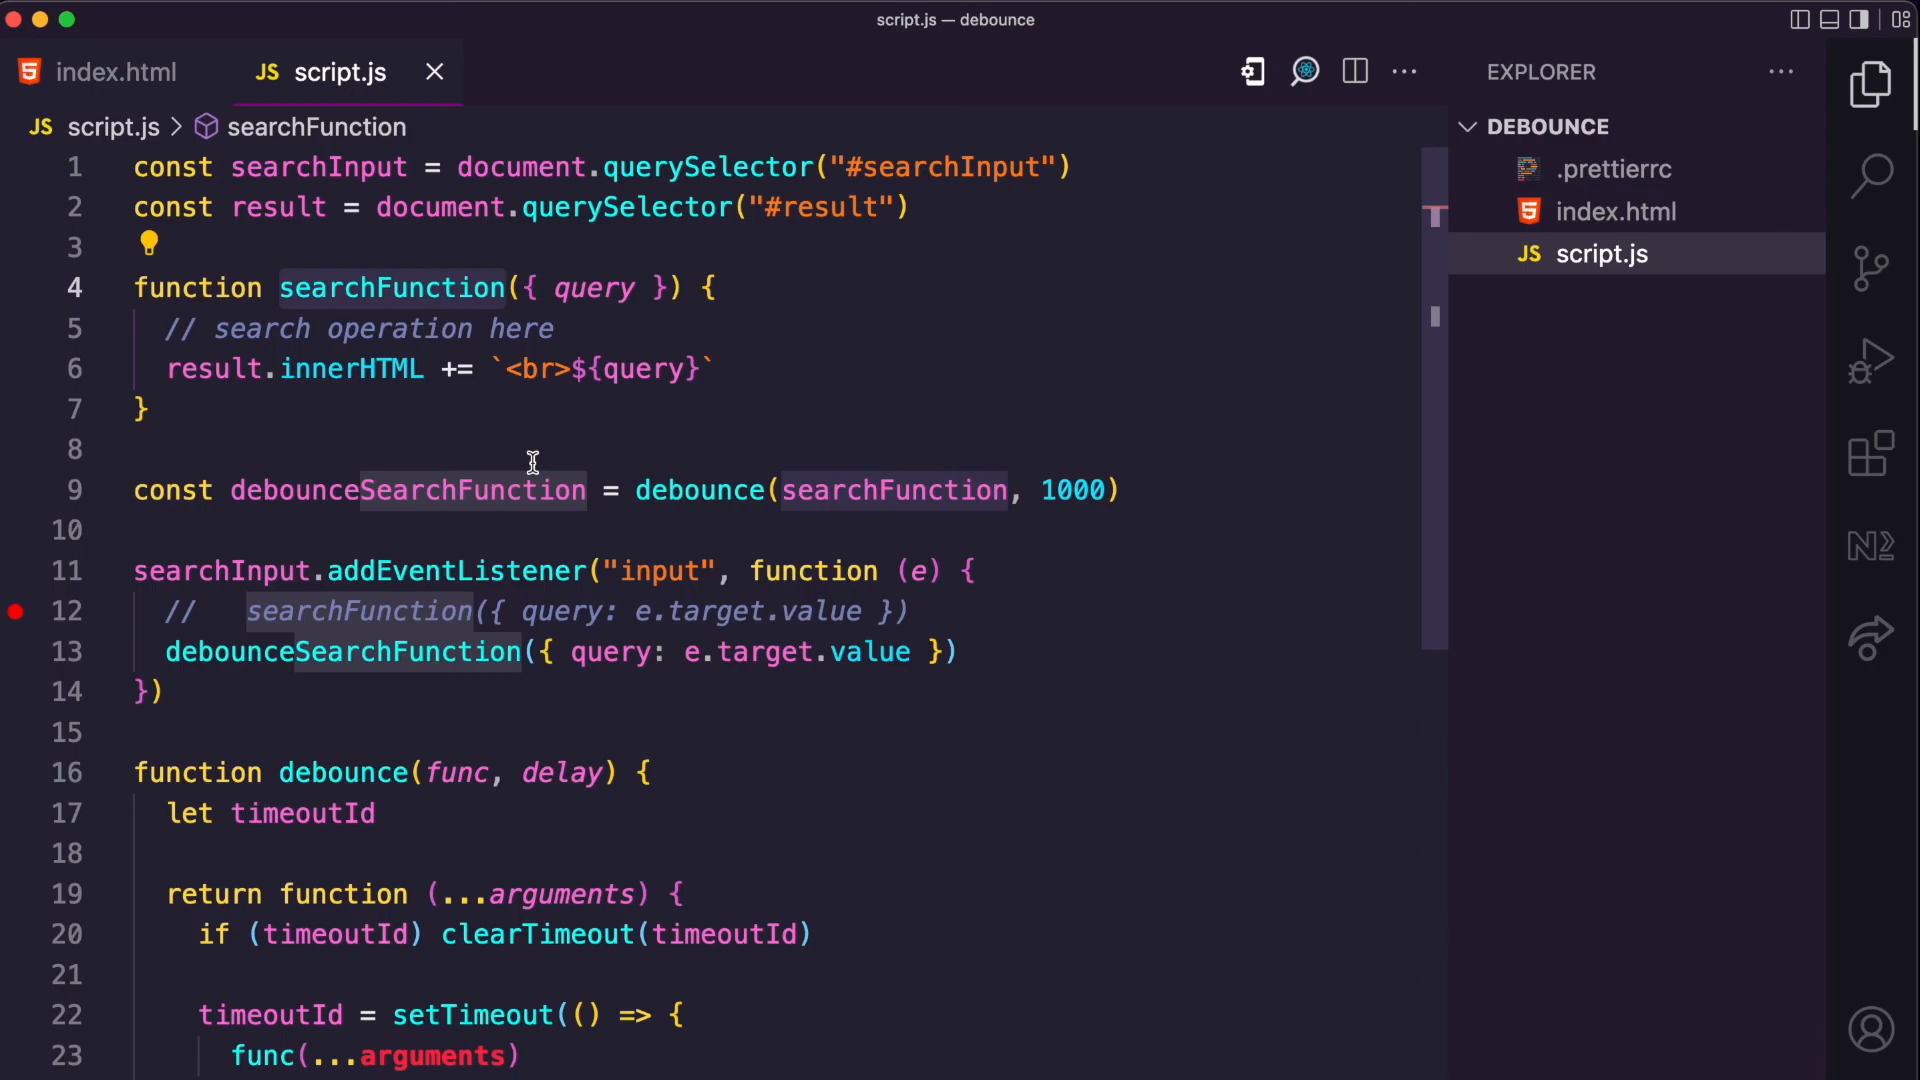 script.js — debounce
index.html
JS script.js
EXPLORER
JS script.js > searchFunction
DEBOUNCE
.prettierrc
index.html
JS script.js
1 const searchInput = document.querySelector("#searchInput")
2 const result = document.querySelector("#result")
3
4 function searchFunction({ query }) {
5 // search operation here
6 result.innerHTML += `<br>${query}`
7 }
8
9 const debounceSearchFunction = debounce(searchFunction, 1000)
10
11 searchInput.addEventListener("input", function (e) {
12 //   searchFunction({ query: e.target.value })
13 debounceSearchFunction({ query: e.target.value })
14 })
15
16 function debounce(func, delay) {
17 let timeoutId
18
19 return function (...arguments) {
20 if (timeoutId) clearTimeout(timeoutId)
21
22 timeoutId = setTimeout(() => {
23 func(...arguments)